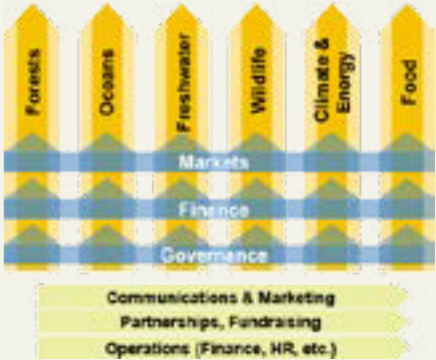 Forests
Oceans
Freshwater
Wildlife
Climate &
Energy
Food
Markets
Finance
Governance
Communications & Marketing
Partnerships, Fundraising
Operations (Finance, HR, etc.)